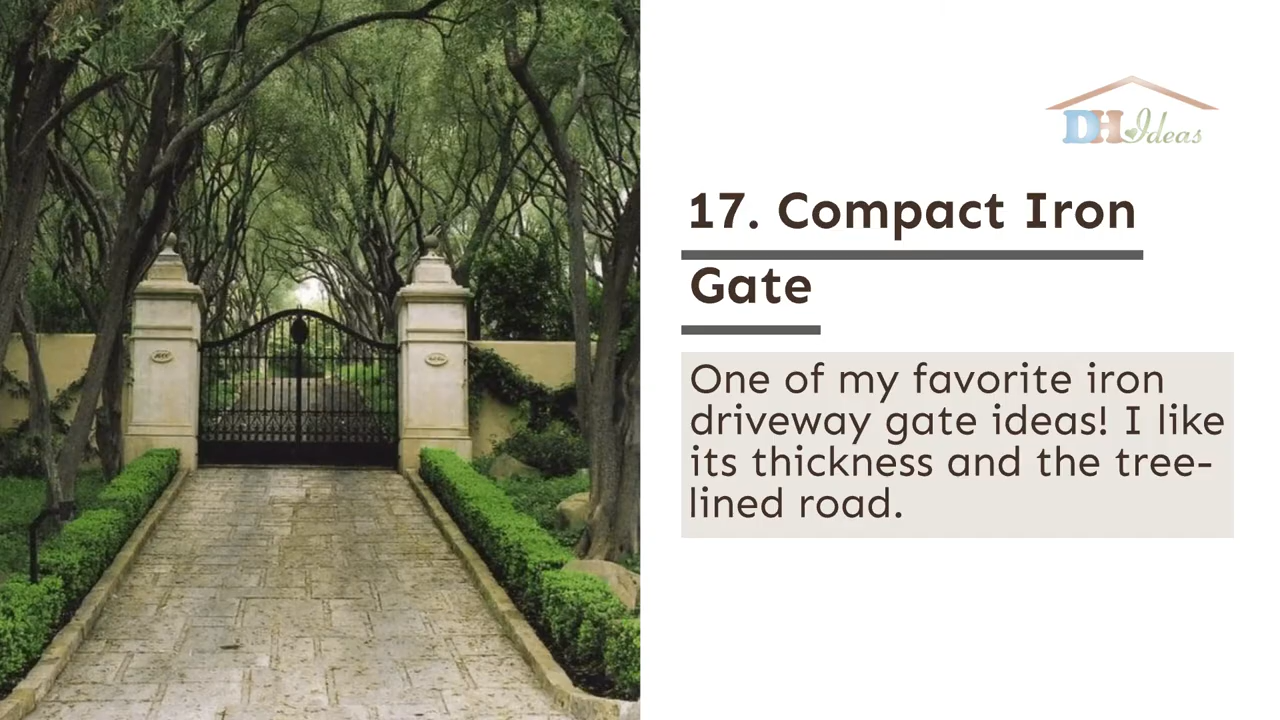 DH Ideas
17. Compact Iron
Gate
One of my favorite iron
driveway gate ideas! I like
its thickness and the tree-
lined road.